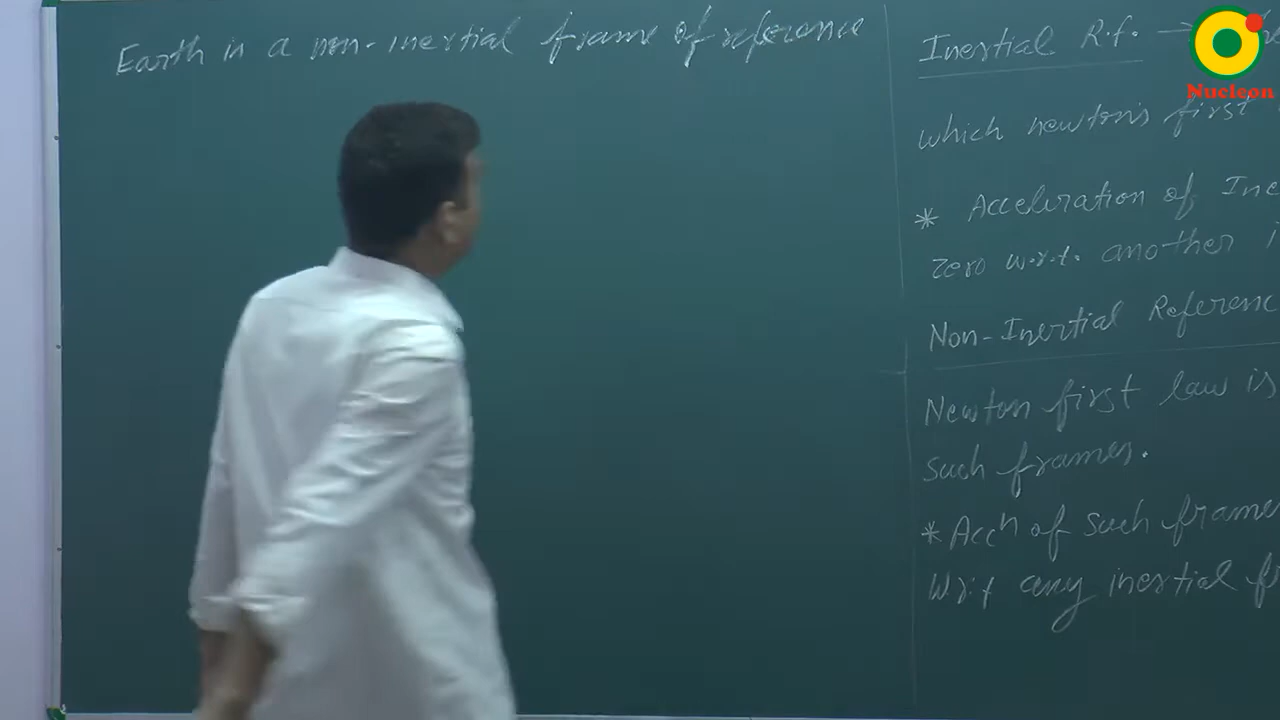 Earth is a non-inertial frame of reference
Inertial R.f. →
which newton's first
* Acceleration of Ine
zero w.r.t. another i
Non-Inertial Referenc
Newton first law is
such frames.
* Accn of such frame
w.r.t any inertial f
Nucleon